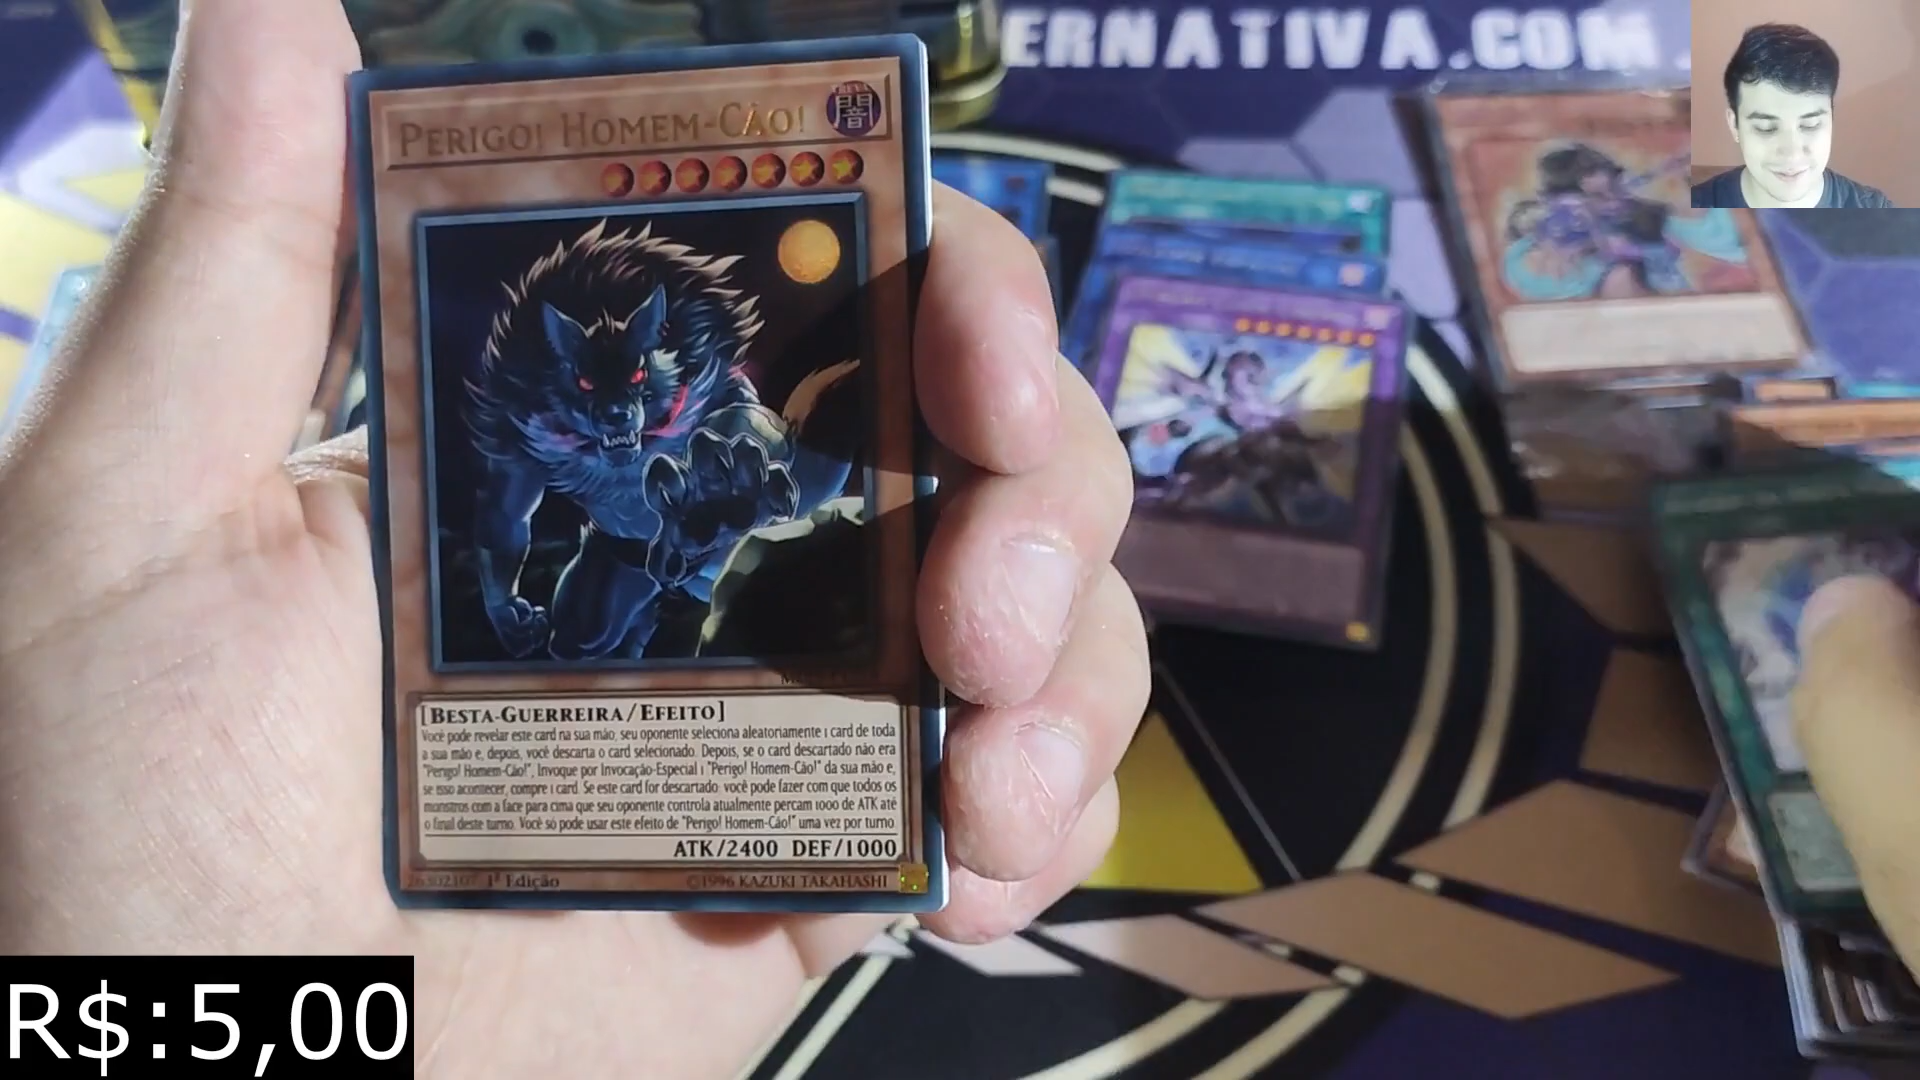 ERNATIVA.COM.
PERIGO! HOMEM-CÃO!
TREVA
闇
[BESTA-GUERREIRA/EFEITO]
Você pode revelar este card na sua mão; seu oponente seleciona aleatoriamente 1 card de toda
a sua mão e, depois, você descarta o card selecionado. Depois, se o card descartado não era
"Perigo! Homem-Cão!", Invoque por Invocação-Especial 1 "Perigo! Homem-Cão!" da sua mão e,
se isso acontecer, compre 1 card. Se este card for descartado: você pode fazer com que todos os
monstros com a face para cima que seu oponente controla atualmente percam 1000 de ATK até
o final deste turno. Você só pode usar este efeito de "Perigo! Homem-Cão!" uma vez por turno.
ATK/2400 DEF/1000
26302107 1ª Edição ©1996 KAZUKI TAKAHASHI
R$:5,00